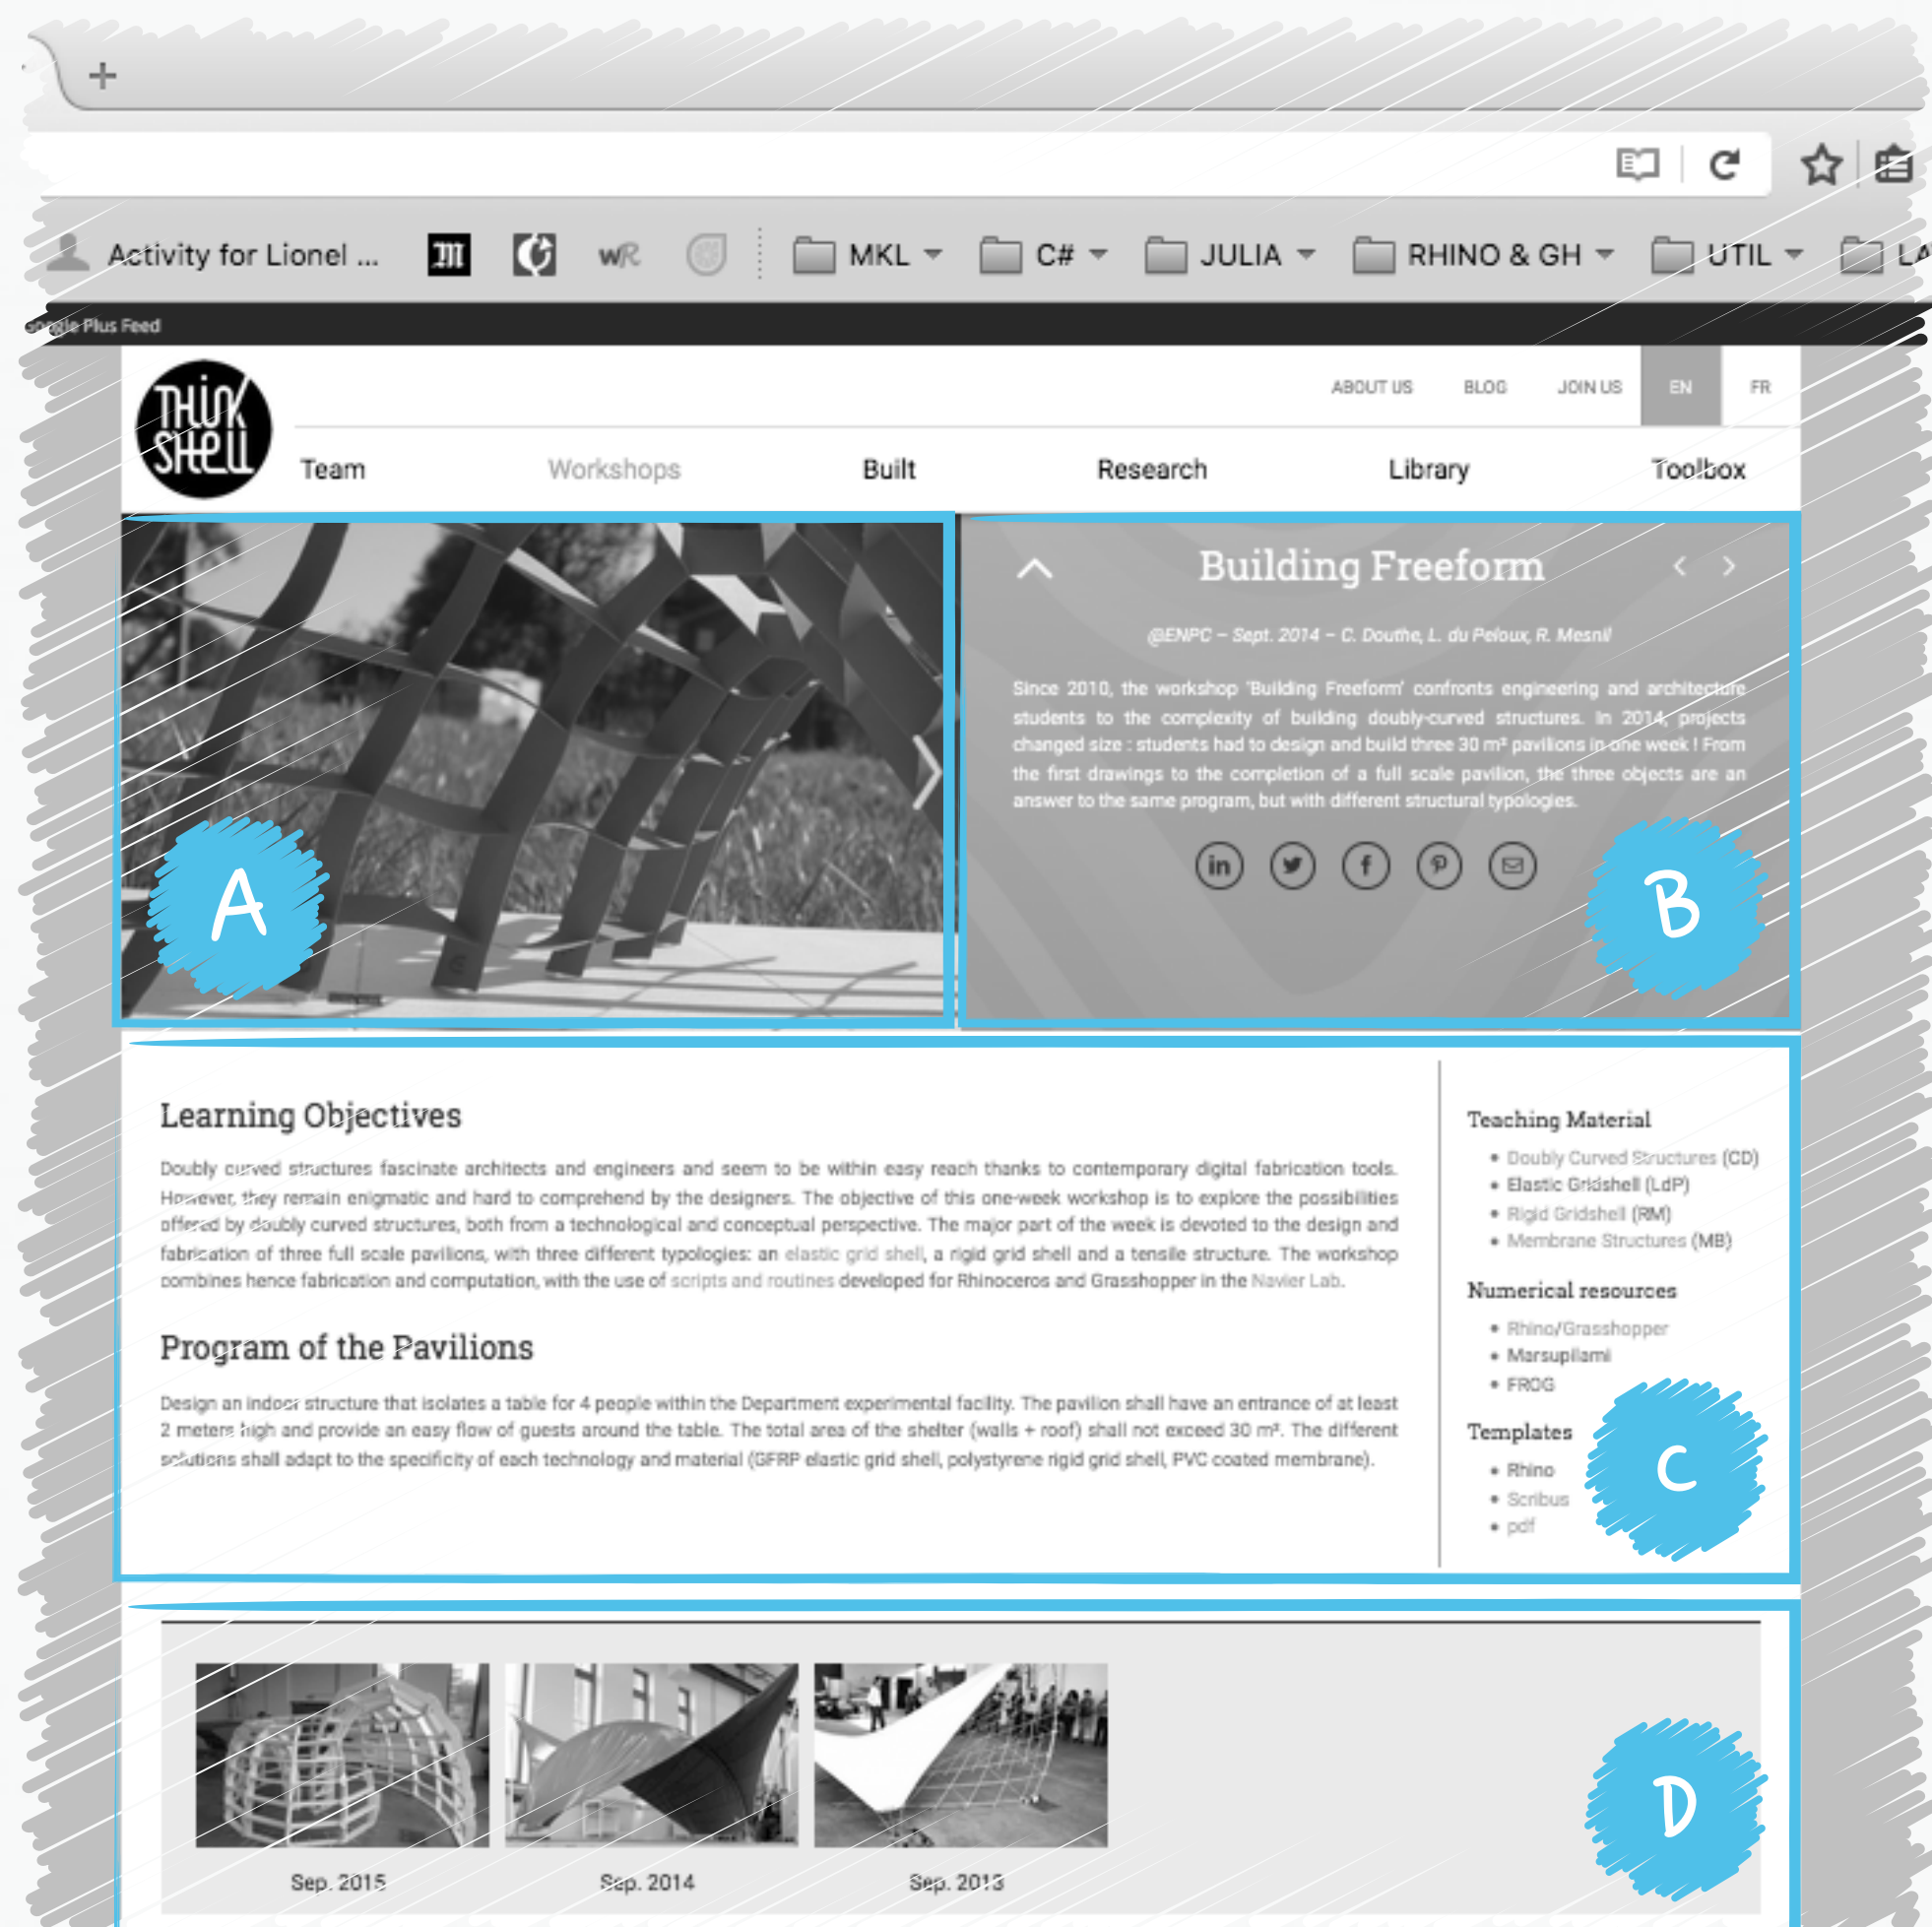 Activity for Lionel ...
MKL
C#
JULIA
RHINO & GH
UTIL
Google Plus Feed
THiNK
SHell
ABOUT US
BLOG
JOIN US
EN
FR
Team
Workshops
Built
Research
Library
Toolbox
A
Building Freeform
@ENPC – Sept. 2014 – C. Douthe, L. du Peloux, R. Mesnil
Since 2010, the workshop 'Building Freeform' confronts engineering and architecture
students to the complexity of building doubly-curved structures. In 2014, projects
changed size : students had to design and build three 30 m² pavilions in one week ! From
the first drawings to the completion of a full scale pavilion, the three objects are an
answer to the same program, but with different structural typologies.
in
f
B
Learning Objectives
Doubly curved structures fascinate architects and engineers and seem to be within easy reach thanks to contemporary digital fabrication tools.
However, they remain enigmatic and hard to comprehend by the designers. The objective of this one-week workshop is to explore the possibilities
offered by doubly curved structures, both from a technological and conceptual perspective. The major part of the week is devoted to the design and
fabrication of three full scale pavilions, with three different typologies: an elastic grid shell, a rigid grid shell and a tensile structure. The workshop
combines hence fabrication and computation, with the use of scripts and routines developed for Rhinoceros and Grasshopper in the Navier Lab.
Program of the Pavilions
Design an indoor structure that isolates a table for 4 people within the Department experimental facility. The pavilion shall have an entrance of at least
2 meters high and provide an easy flow of guests around the table. The total area of the shelter (walls + roof) shall not exceed 30 m². The different
solutions shall adapt to the specificity of each technology and material (GFRP elastic grid shell, polystyrene rigid grid shell, PVC coated membrane).
Teaching Material
• Doubly Curved Structures (CD)
• Elastic Gridshell (LdP)
• Rigid Gridshell (RM)
• Membrane Structures (MB)
Numerical resources
• Rhino/Grasshopper
• Marsupilami
• FROG
Templates
• Rhino
• Scribus
• pdf
C
Sep. 2015
Sep. 2014
Sep. 2013
D